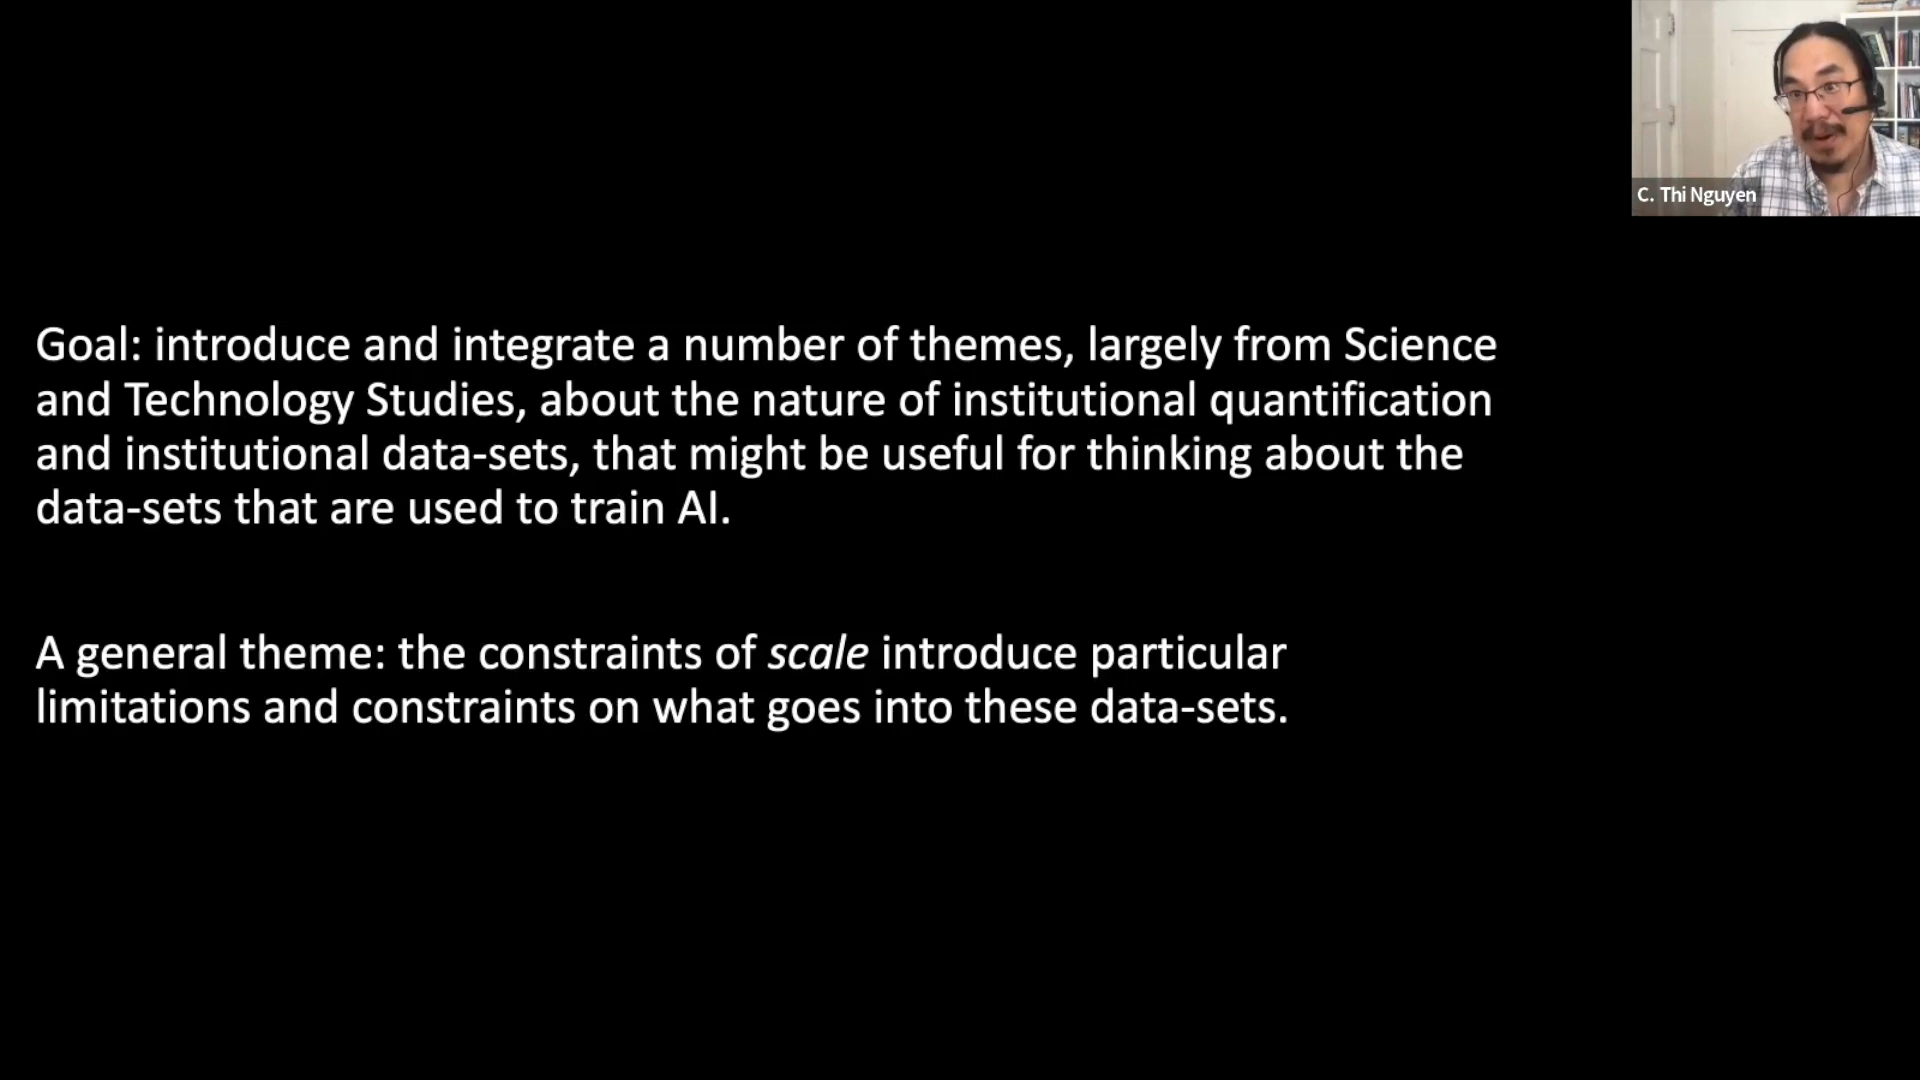 C. Thi Nguyen
Goal: introduce and integrate a number of themes, largely from Science
and Technology Studies, about the nature of institutional quantification
and institutional data-sets, that might be useful for thinking about the
data-sets that are used to train AI.
A general theme: the constraints of scale introduce particular
limitations and constraints on what goes into these data-sets.